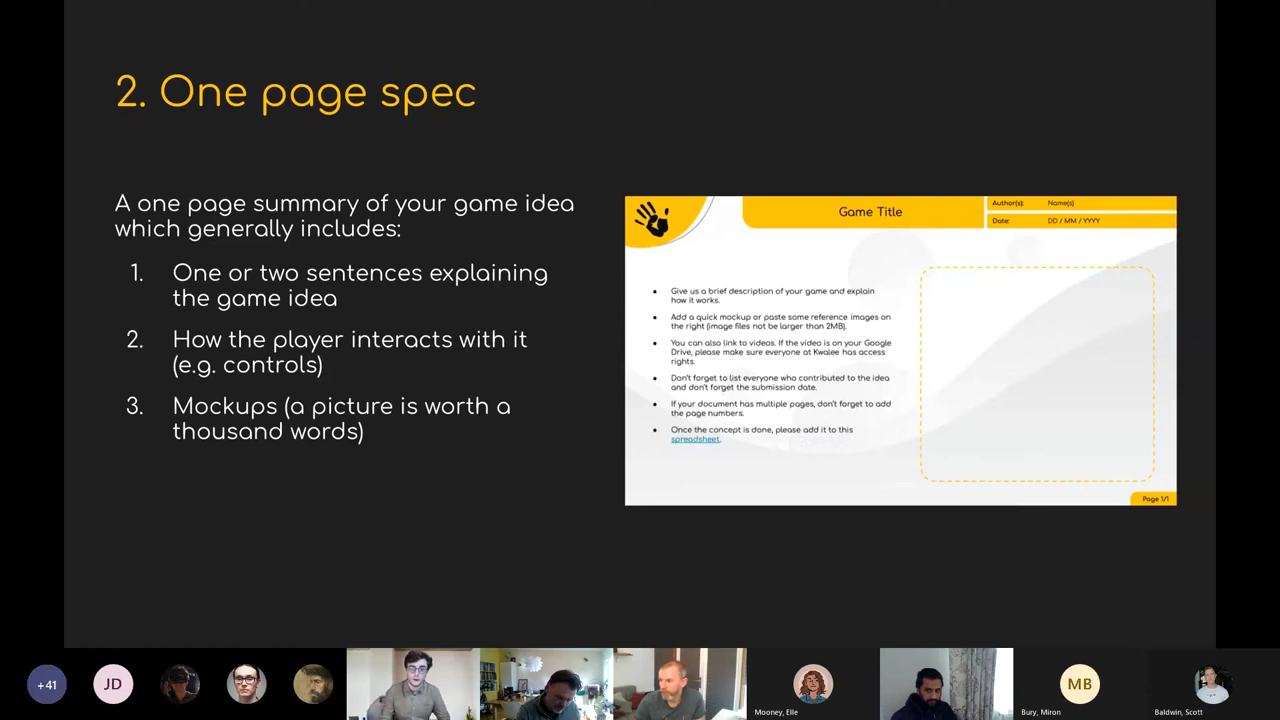 2. One page spec
A one page summary of your game idea
which generally includes:
1. One or two sentences explaining
the game idea
2. How the player interacts with it
(e.g. controls)
3. Mockups (a picture is worth a
thousand words)
Game Title
Author(s): Name(s)
Date: DD / MM / YYYY
• Give us a brief description of your game and explain
how it works.
• Add a quick mockup or paste some reference images on
the right (image files not be larger than 2MB).
• You can also link to videos. If the video is on your Google
Drive, please make sure everyone at Kwalee has access
rights.
• Don't forget to list everyone who contributed to the idea
and don't forget the submission date.
• If your document has multiple pages, don't forget to add
the page numbers.
• Once the concept is done, please add it to this
spreadsheet.
Page 1/1
+41
JD
MB
Mooney, Elle
Bury, Miron
Baldwin, Scott